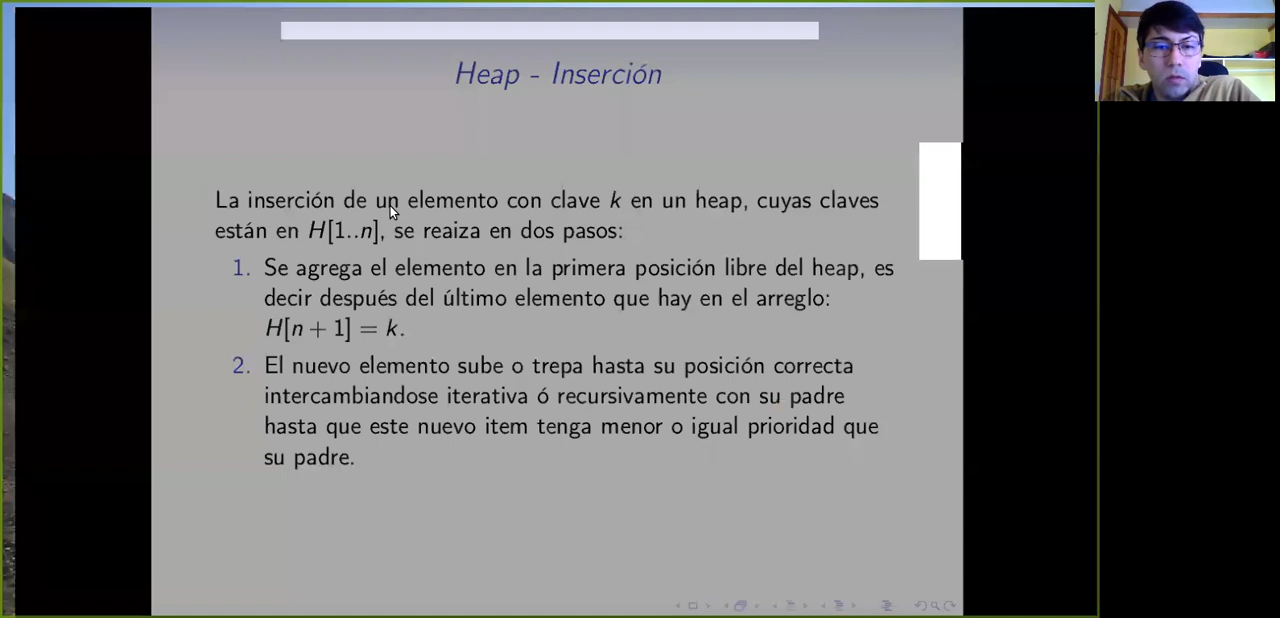 Heap - Inserción
La inserción de un elemento con clave k en un heap, cuyas claves
están en H[1..n], se reaiza en dos pasos:
1. Se agrega el elemento en la primera posición libre del heap, es
decir después del último elemento que hay en el arreglo:
H[n + 1] = k.
2. El nuevo elemento sube o trepa hasta su posición correcta
intercambiandose iterativa ó recursivamente con su padre
hasta que este nuevo item tenga menor o igual prioridad que
su padre.